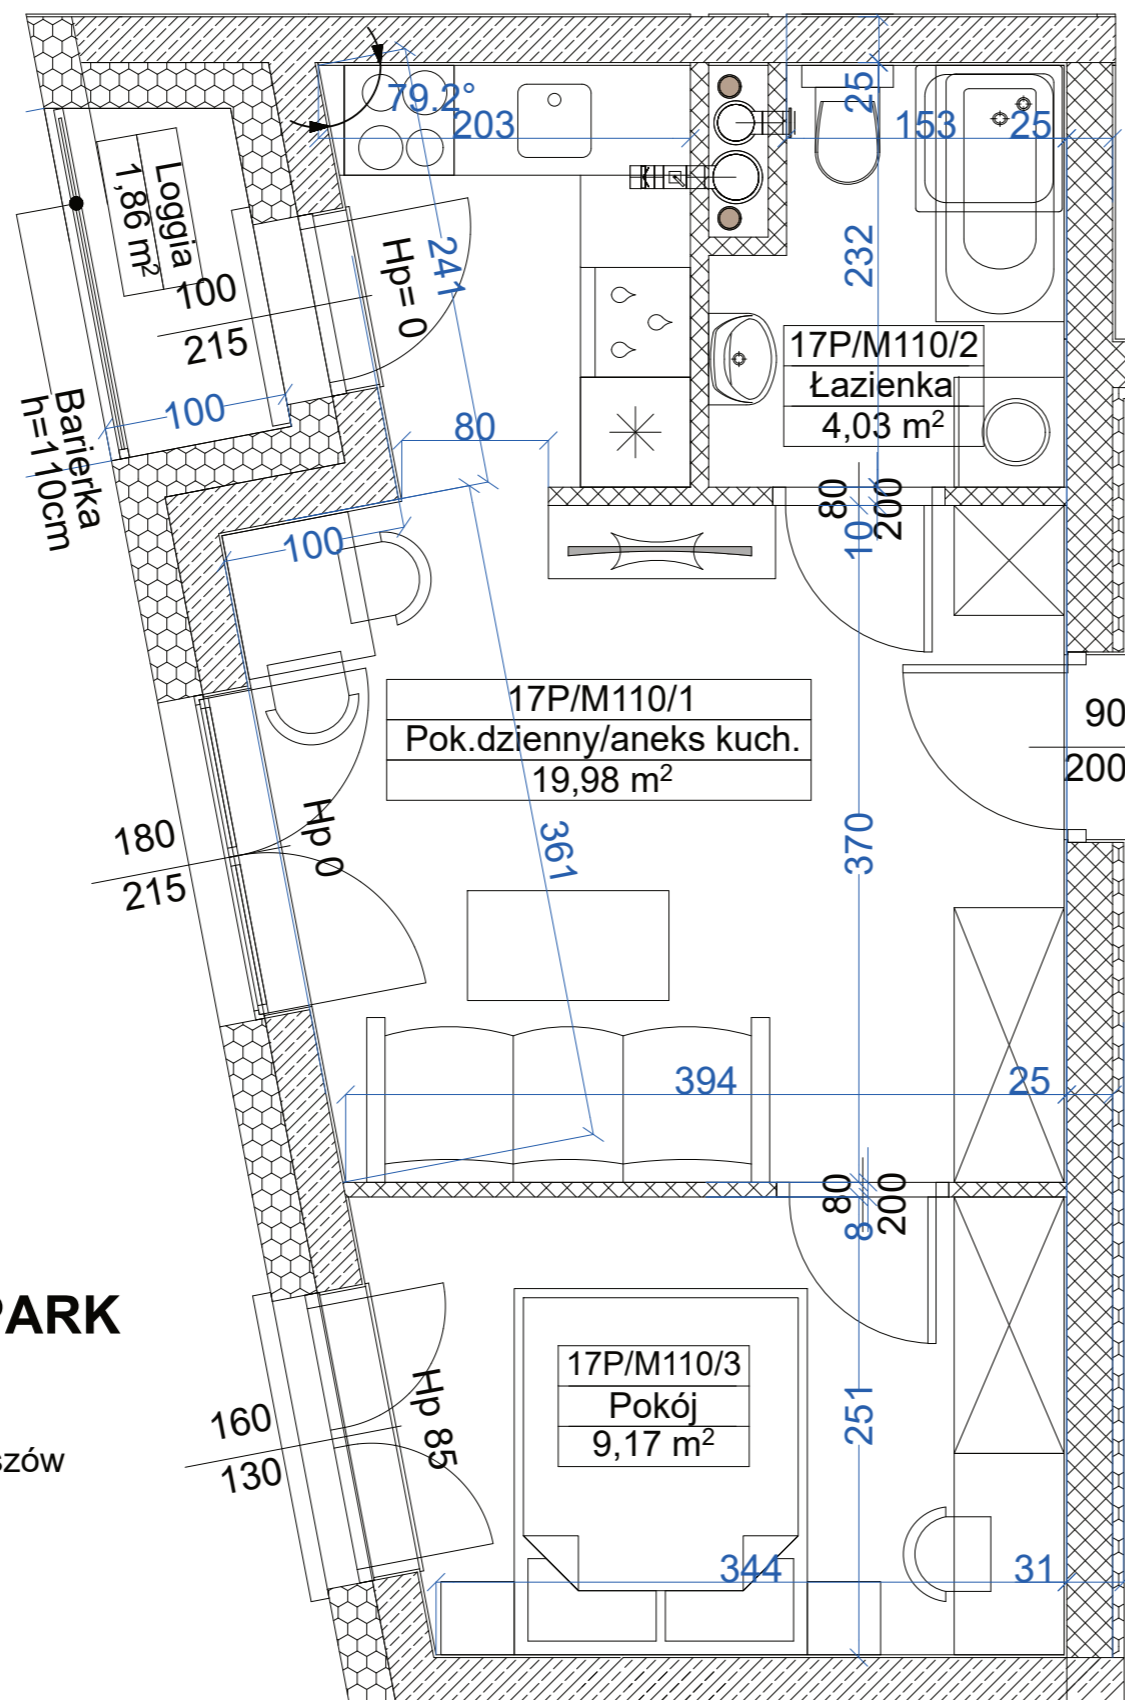 79.2°
203
25
153
25
Loggia
1,86 m²
100
215
Hp= 0
241
232
17P/M110/2
Łazienka
4,03 m²
100
Barierka
h=110cm
80
80
200
10
100
17P/M110/1
Pok.dzienny/aneks kuch.
19,98 m²
90
200
180
215
Hp 0
361
370
394
25
80
200
8
PARK
17P/M110/3
Pokój
9,17 m²
160
130
Hp 85
251
szów
344
31